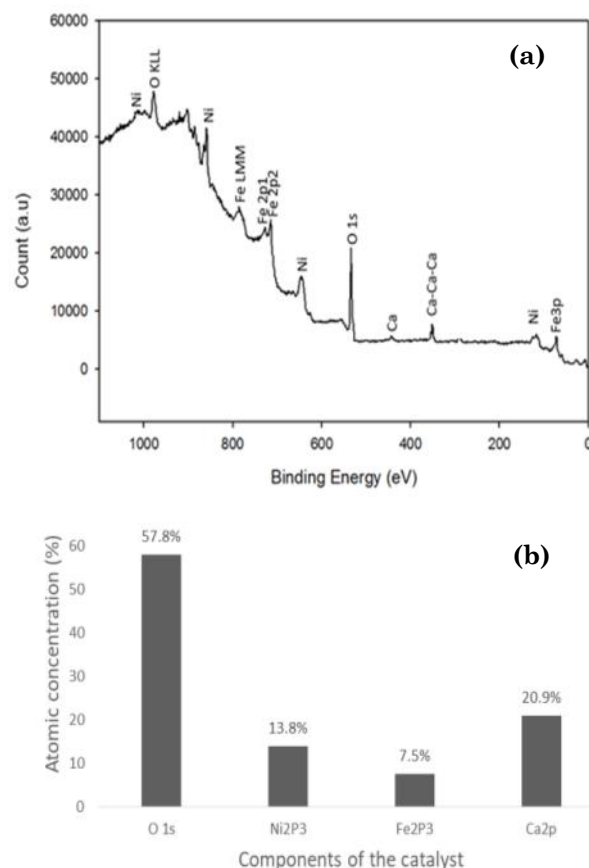 (a)
60000
50000
40000
30000
20000
10000
0
Count (a.u)
Ni
O KLL
Ni
Fe LMM
Fe 2p1
Fe 2p2
Ni
O 1s
Ca
Ca-Ca-Ca
Ni
Fe3p
1000 800 600 400 200 0
Binding Energy (eV)
(b)
Atomic concentration (%)
60
50
40
30
20
10
0
57.8%
13.8%
7.5%
20.9%
O 1s Ni2P3 Fe2P3 Ca2p
Components of the catalyst